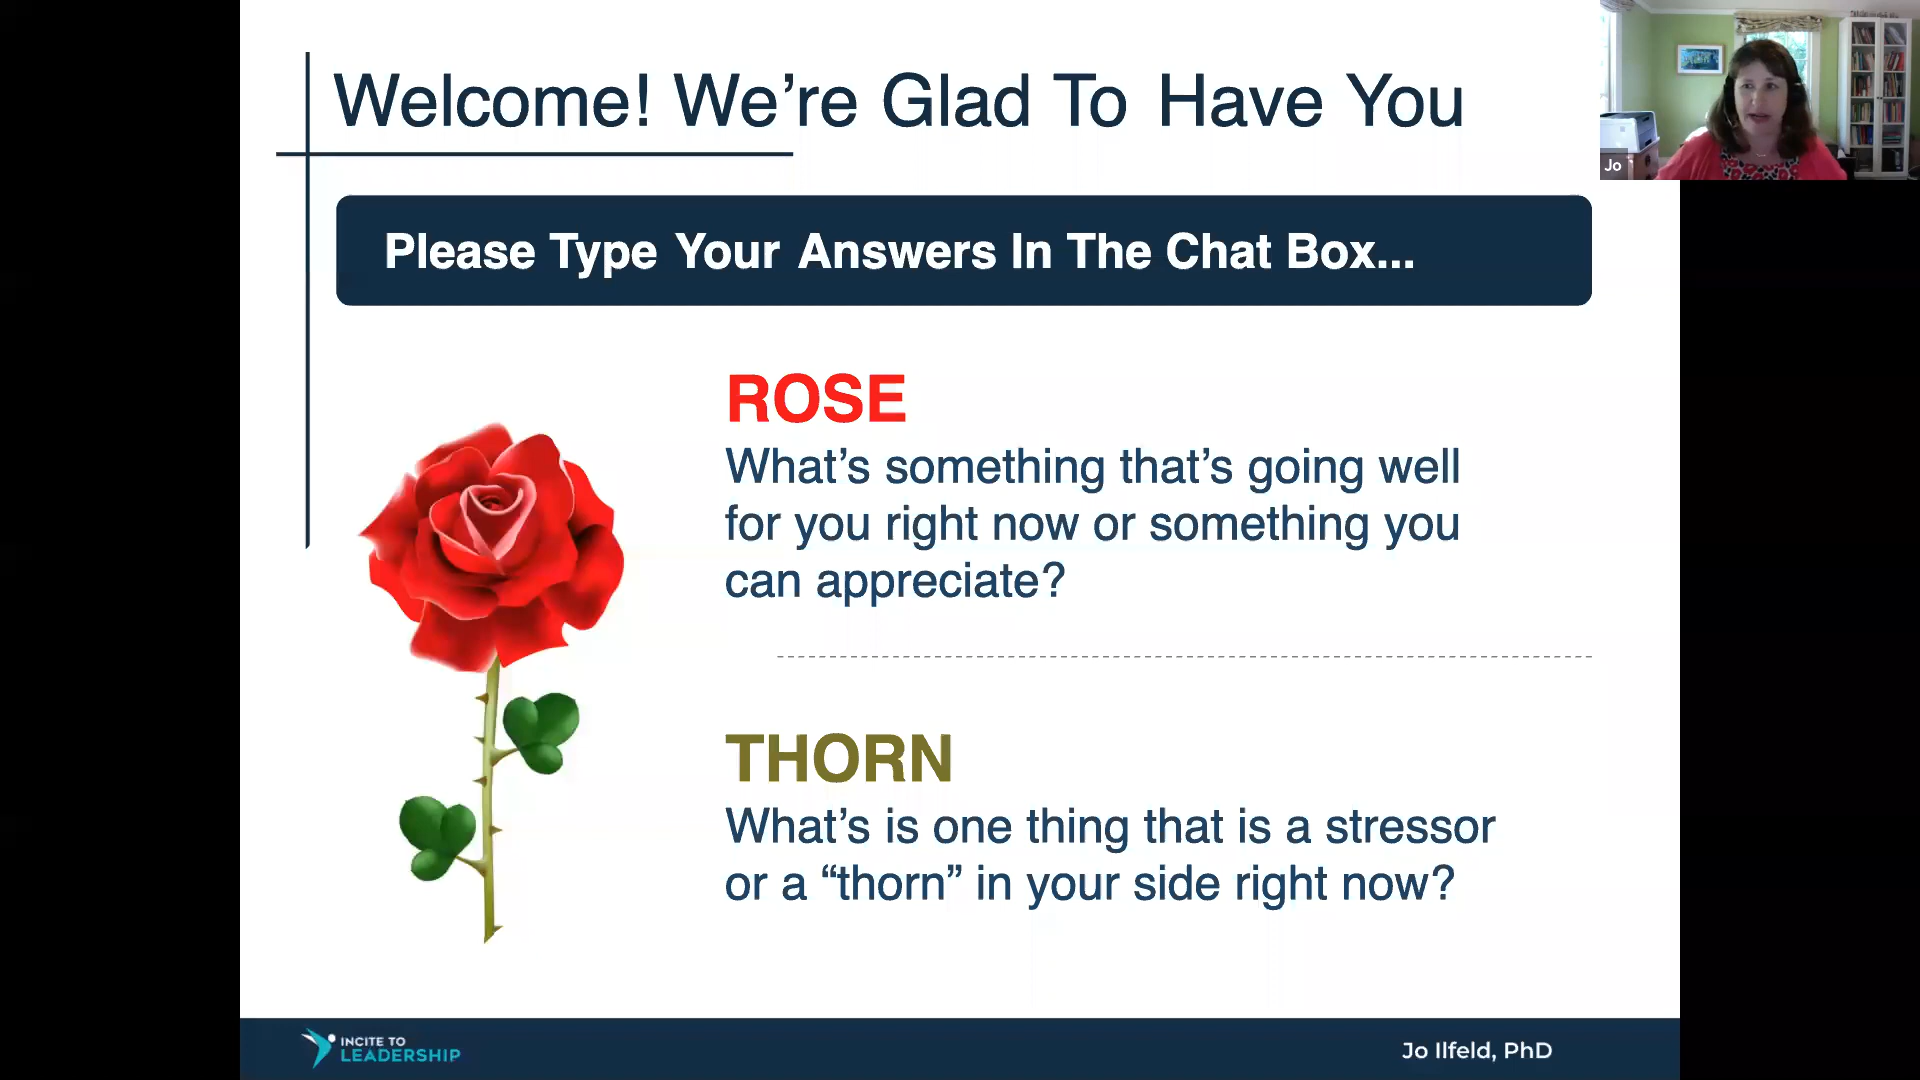 Welcome! We’re Glad To Have You
Jo
Please Type Your Answers In The Chat Box...
ROSE
What’s something that’s going well
for you right now or something you
can appreciate?
THORN
What’s is one thing that is a stressor
or a “thorn” in your side right now?
INCITE TO
LEADERSHIP
Jo Ilfeld, PhD